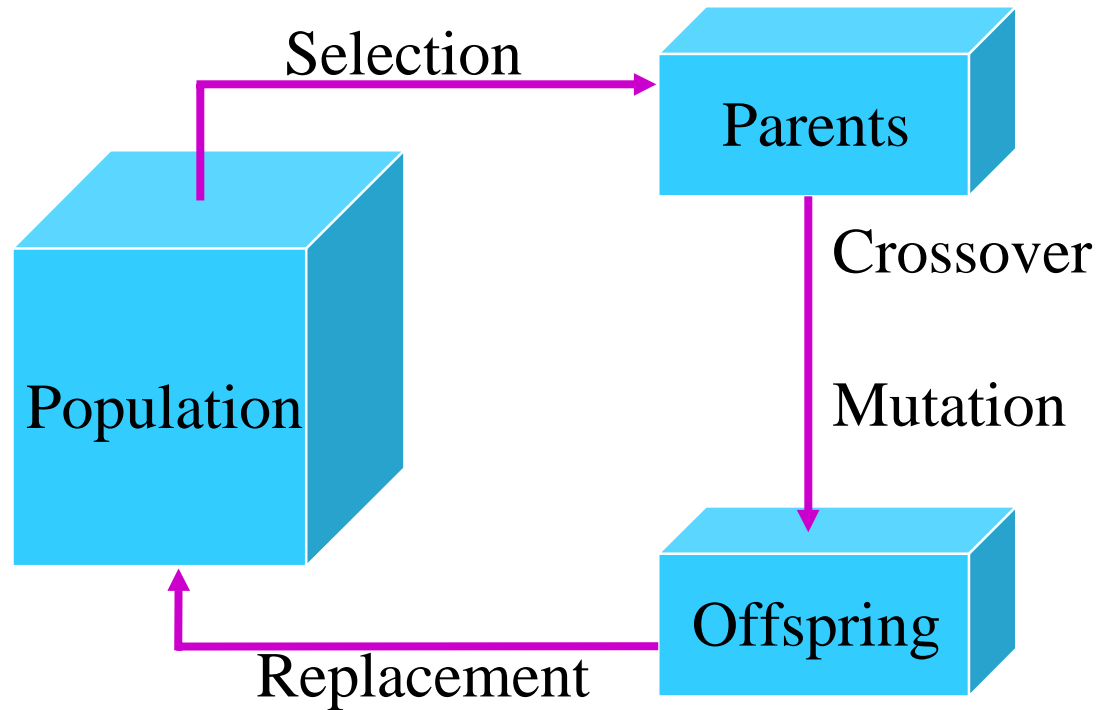 Selection
Parents
Crossover
Population
Mutation
Offspring
Replacement